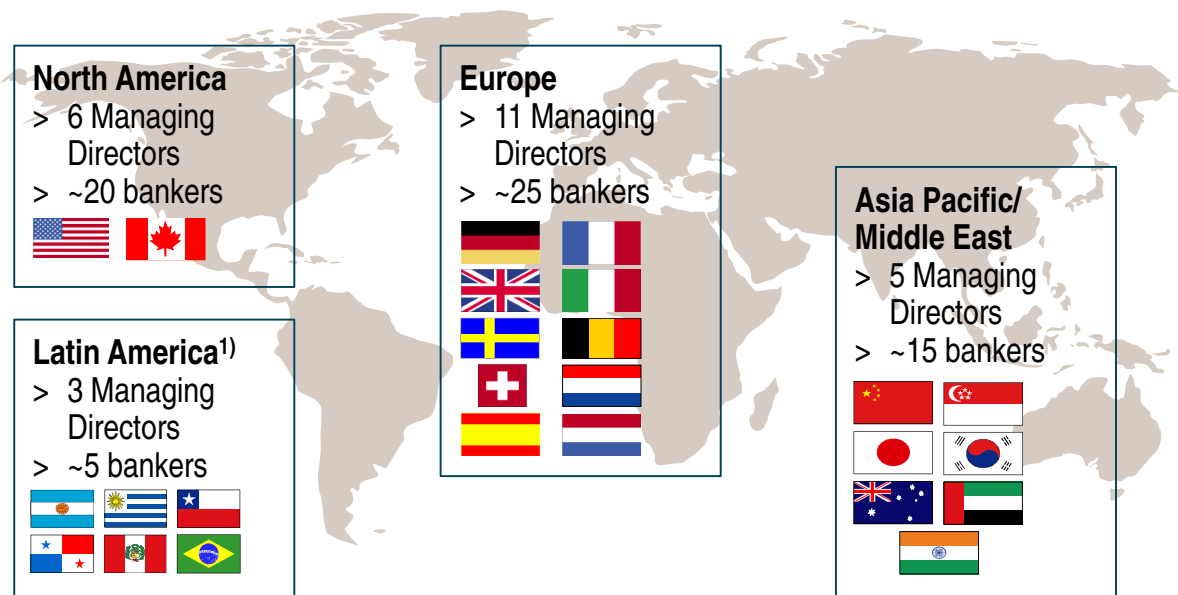 North America
> 6 Managing
Directors
> ~20 bankers
Latin America1)
> 3 Managing
Directors
> ~5 bankers
Europe
> 11 Managing
Directors
> ~25 bankers
Asia Pacific/
Middle East
> 5 Managing
Directors
> ~15 bankers